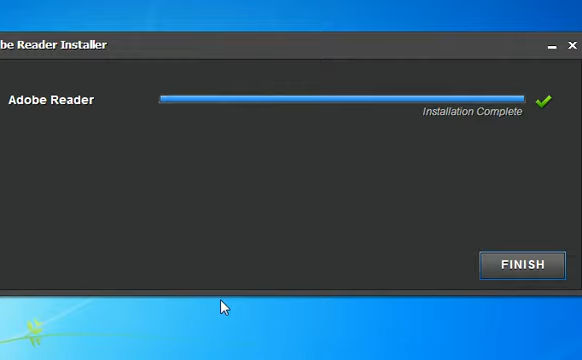 be Reader Installer
Adobe Reader
Installation Complete
FINISH